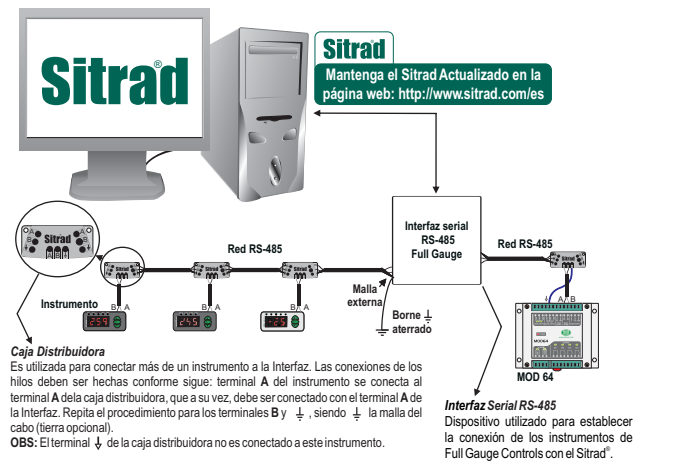 Sitrad®
Sitrad
Mantenga el Sitrad Actualizado en la
página web: http://www.sitrad.com/es
Interfaz serial
RS-485
Full Gauge
Red RS-485
Red RS-485
A
B
Sitrad
A
B
A B
Sitrad
Sitrad
Sitrad
Sitrad
Instrumento
B A
B A
B A
A B
Malla
externa
Borne ⏚
aterrado
MOD64
MOD 64
Caja Distribuidora
Es utilizada para conectar más de un instrumento a la Interfaz. Las conexiones de los
hilos deben ser hechas conforme sigue: terminal A del instrumento se conecta al
terminal A dela caja distribuidora, que a su vez, debe ser conectado con el terminal A de
la Interfaz. Repita el procedimiento para los terminales B y ⏚ , siendo ⏚ la malla del
cabo (tierra opcional).
OBS: El terminal ↓ de la caja distribuidora no es conectado a este instrumento.
Interfaz Serial RS-485
Dispositivo utilizado para establecer
la conexión de los instrumentos de
Full Gauge Controls con el Sitrad®.